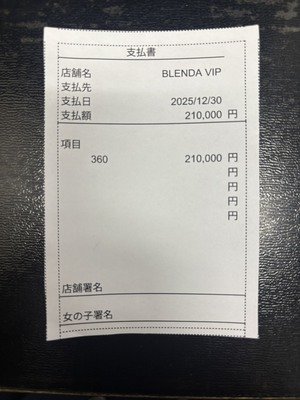 支払書
店舗名 BLENDA VIP
支払先
支払日 2025/12/30
支払額 210,000 円
項目
360 210,000 円
円
円
円
円
店舗署名
女の子署名